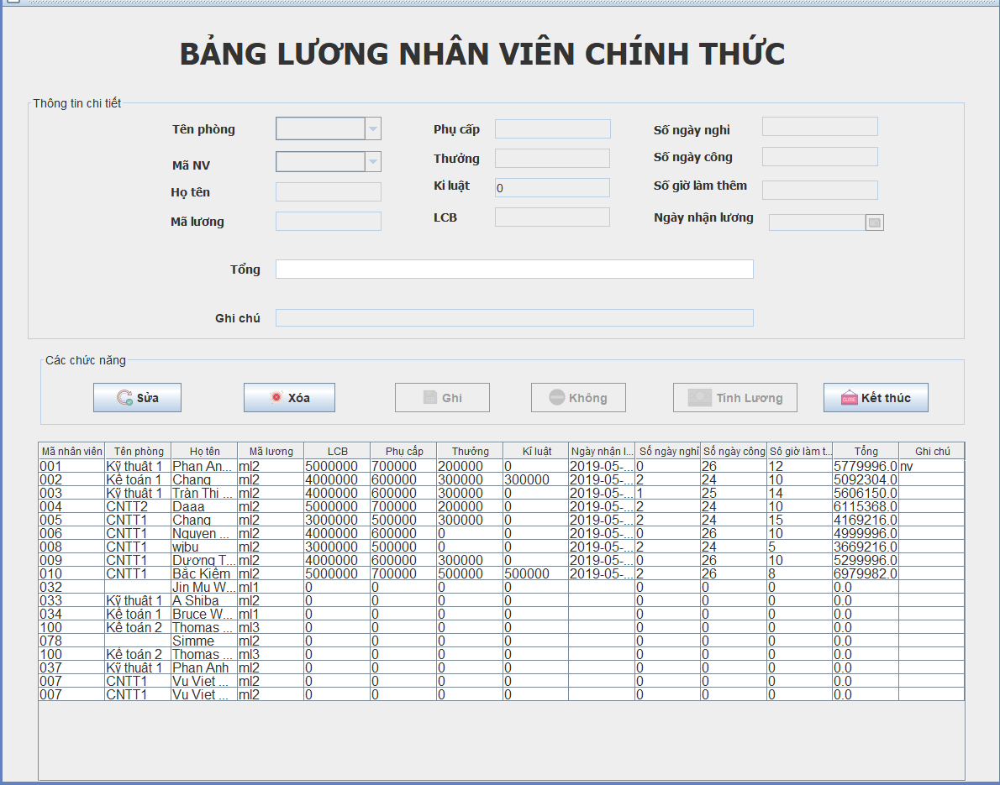 BẢNG LƯƠNG NHÂN VIÊN CHÍNH THỨC
Thông tin chi tiết
Tên phòng Phụ cấp Số ngày nghỉ
Mã NV Thưởng Số ngày công
Họ tên Kỉ luật 0 Số giờ làm thêm
Mã lương LCB Ngày nhận lương
Tổng
Ghi chú
Các chức năng
Sửa Xóa Ghi Không Tính Lương Kết thúc
Mã nhân viên Tên phòng Họ tên Mã lương LCB Phụ cấp Thưởng Kỉ luật Ngày nhận l... Số ngày nghỉ Số ngày công Số giờ làm t... Tổng Ghi chú
001 Kỹ thuật 1 Phan An... ml2 5000000 700000 200000 0 2019-05-... 0 26 12 5779996.0 nv
002 Kế toán 1 Chang ml2 4000000 600000 300000 300000 2019-05-... 2 24 10 5092304.0
003 Kỹ thuật 1 Tràn Thi ... ml2 4000000 600000 300000 0 2019-05-... 1 25 14 5606150.0
004 CNTT2 Daaa ml2 5000000 700000 200000 0 2019-05-... 2 24 10 6115368.0
005 CNTT1 Chang ml2 3000000 500000 300000 0 2019-05-... 2 24 15 4169216.0
006 CNTT1 Nguyen ... ml2 4000000 600000 0 0 2019-05-... 0 26 10 4999996.0
008 CNTT1 wjbu ml2 3000000 500000 0 0 2019-05-... 2 24 5 3669216.0
009 CNTT1 Dương T... ml2 4000000 600000 300000 0 2019-05-... 0 26 10 5299996.0
010 CNTT1 Bắc Kiêm ml2 5000000 700000 500000 500000 2019-05-... 2 26 8 6979982.0
032 Jin Mu W... ml1 0 0 0 0 0 0 0 0.0
033 Kỹ thuật 1 A Shiba ml2 0 0 0 0 0 0 0 0.0
034 Kế toán 1 Bruce W... ml1 0 0 0 0 0 0 0 0.0
100 Kế toán 2 Thomas ... ml3 0 0 0 0 0 0 0 0.0
078 Simme ml2 0 0 0 0 0 0 0 0.0
100 Kế toán 2 Thomas ... ml3 0 0 0 0 0 0 0 0.0
037 Kỹ thuật 1 Phan Anh ml2 0 0 0 0 0 0 0 0.0
007 CNTT1 Vu Viet ... ml2 0 0 0 0 0 0 0 0.0
007 CNTT1 Vu Viet ... ml2 0 0 0 0 0 0 0 0.0